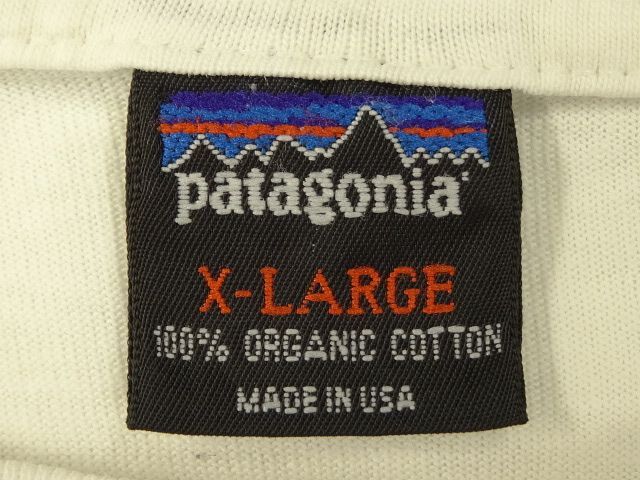 patagonia
X-LARGE
100% ORGANIC COTTON
MADE IN USA